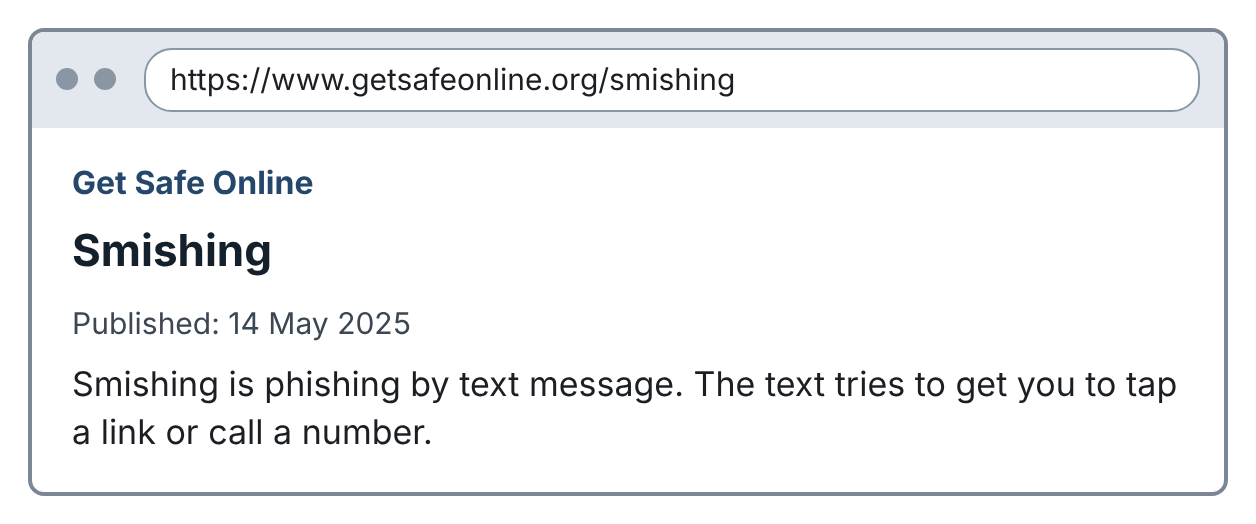 https://www.getsafeonline.org/smishing
Get Safe Online
Smishing
Published: 14 May 2025
Smishing is phishing by text message. The text tries to get you to tap
a link or call a number.